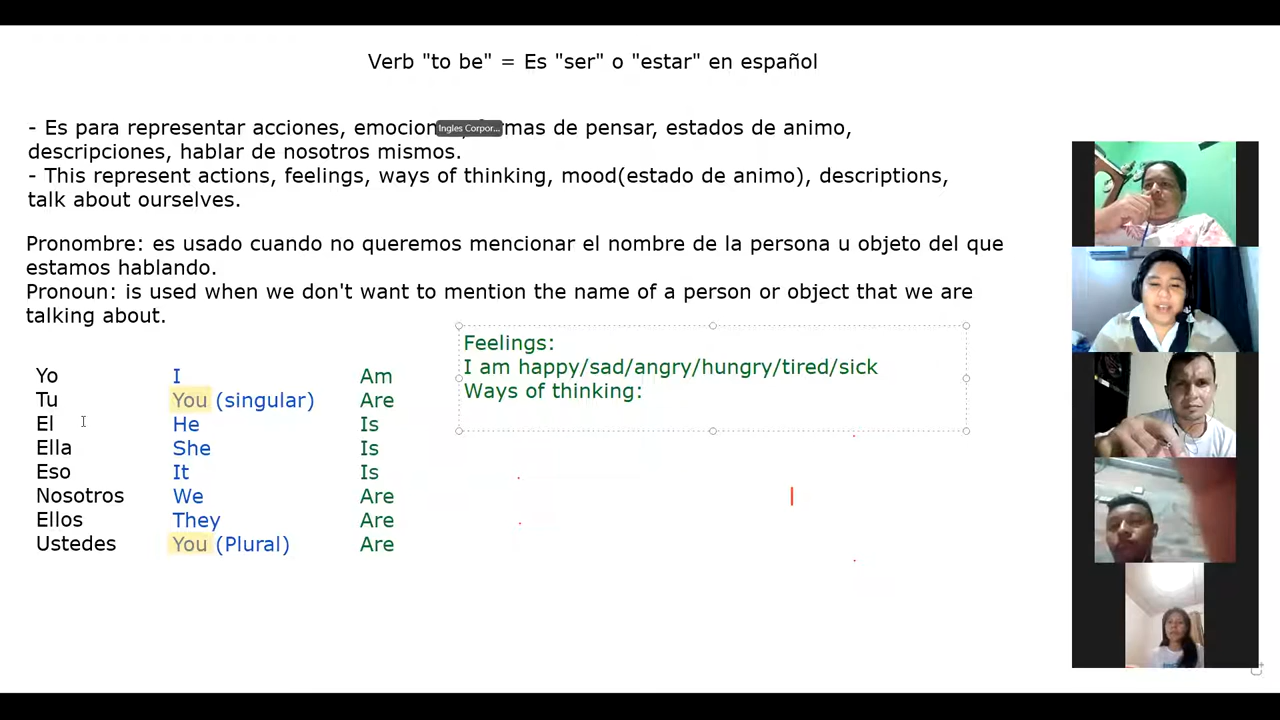 Verb "to be" = Es "ser" o "estar" en español
- Es para representar acciones, mas de pensar, estados de animo,
Ingles Corpor...
descripciones, hablar de nosotros mismos.
- This represent actions, feelings, ways of thinking, mood(estado de animo), descriptions,
talk about ourselves.
Pronombre: es usado cuando no queremos mencionar el nombre de la persona u objeto del que
estamos hablando.
Pronoun: is used when we don't want to mention the name of a person or object that we are
talking about.
Feelings:
I am happy/sad/angry/hungry/tired/sick
Ways of thinking:
Yo I Am
Tu You (singular) Are
El He Is
Ella She Is
Eso It Is
Nosotros We Are
Ellos They Are
Ustedes You (Plural) Are